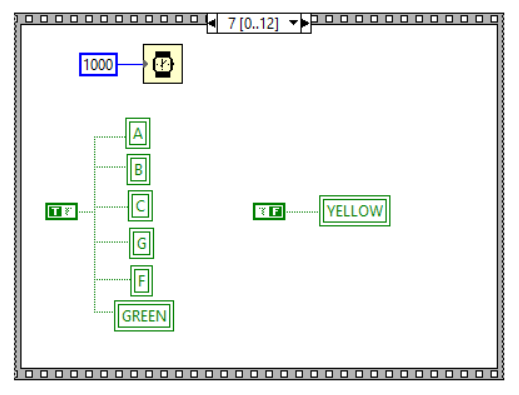 7 [0..12]
1000
A
B
C
T F
G
T F
YELLOW
F
GREEN